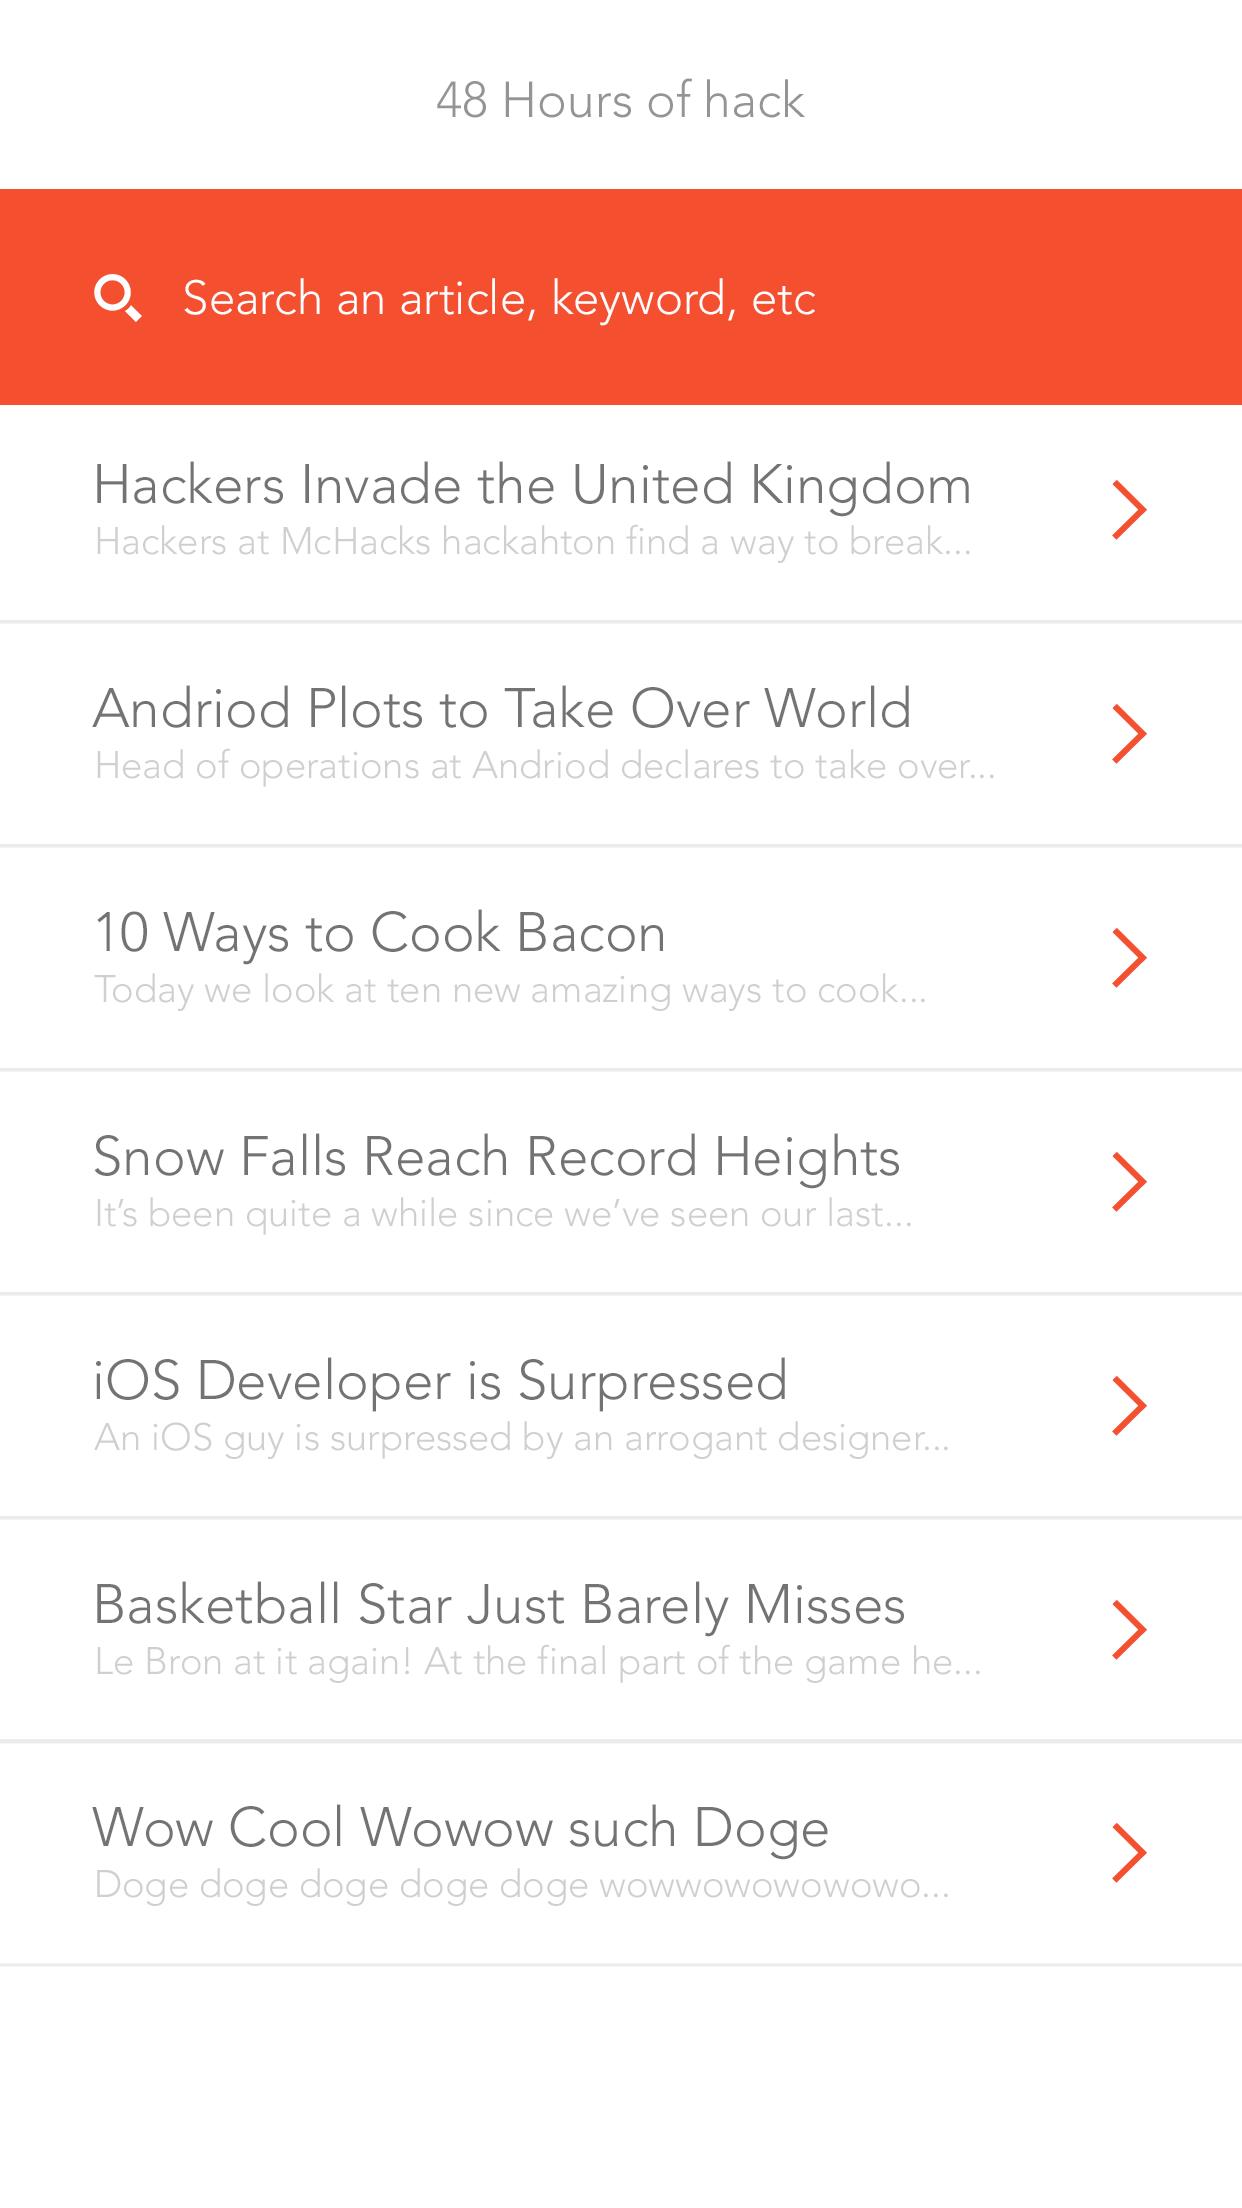 48 Hours of hack
Search an article, keyword, etc
Hackers Invade the United Kingdom
Hackers at McHacks hackahton find a way to break...
Andriod Plots to Take Over World
Head of operations at Andriod declares to take over...
10 Ways to Cook Bacon
Today we look at ten new amazing ways to cook...
Snow Falls Reach Record Heights
It’s been quite a while since we’ve seen our last...
iOS Developer is Surpressed
An iOS guy is surpressed by an arrogant designer...
Basketball Star Just Barely Misses
Le Bron at it again! At the final part of the game he...
Wow Cool Wowow such Doge
Doge doge doge doge doge wowwowowowowo...